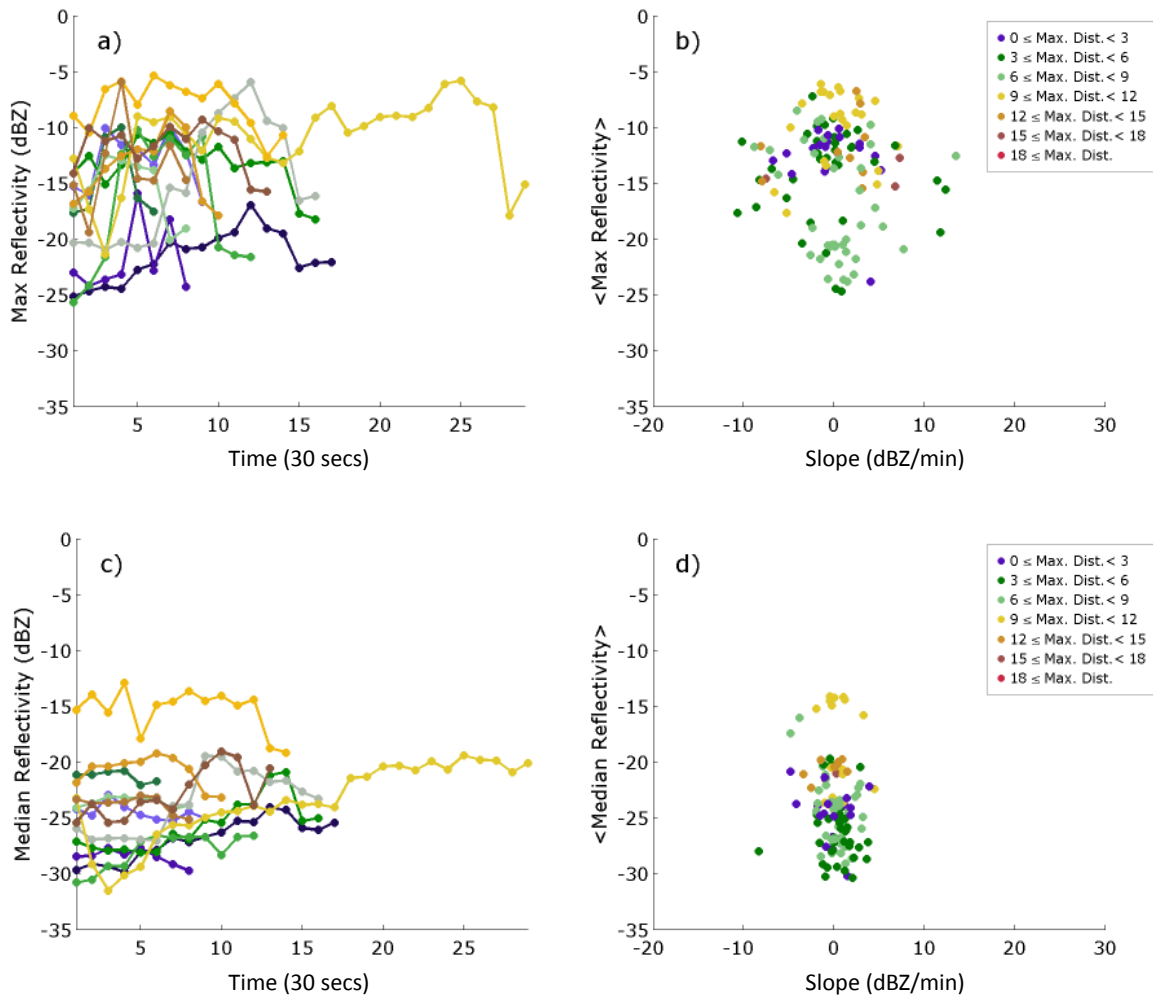 a)
0
-5
-10
-15
-20
-25
-30
-35
Max Reflectivity (dBZ)
5
10
15
20
25
Time (30 secs)
b)
0
-5
-10
-15
-20
-25
-30
-35
<Max Reflectivity>
-20
-10
0
10
20
30
Slope (dBZ/min)
0 ≤ Max. Dist.< 3
3 ≤ Max. Dist.< 6
6 ≤ Max. Dist.< 9
9 ≤ Max. Dist.< 12
12 ≤ Max. Dist.< 15
15 ≤ Max. Dist.< 18
18 ≤ Max. Dist.
c)
0
-5
-10
-15
-20
-25
-30
-35
Median Reflectivity (dBZ)
5
10
15
20
25
Time (30 secs)
d)
0
-5
-10
-15
-20
-25
-30
-35
<Median Reflectivity>
-20
-10
0
10
20
30
Slope (dBZ/min)
0 ≤ Max. Dist.< 3
3 ≤ Max. Dist.< 6
6 ≤ Max. Dist.< 9
9 ≤ Max. Dist.< 12
12 ≤ Max. Dist.< 15
15 ≤ Max. Dist.< 18
18 ≤ Max. Dist.